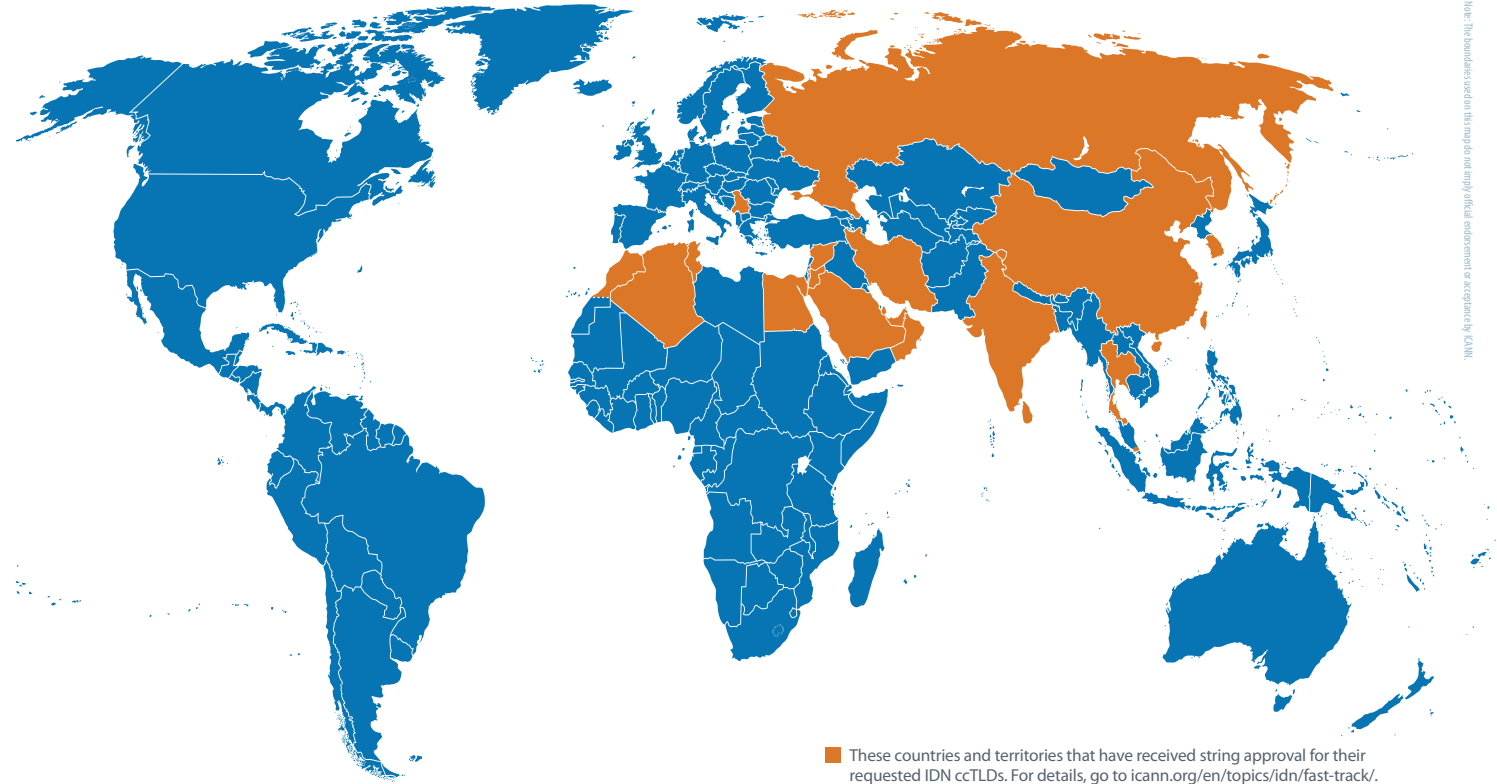 Note: The boundaries used on this map do not imply official endorsement or acceptance by ICANN.
These countries and territories that have received string approval for their
requested IDN ccTLDs. For details, go to icann.org/en/topics/idn/fast-track/.